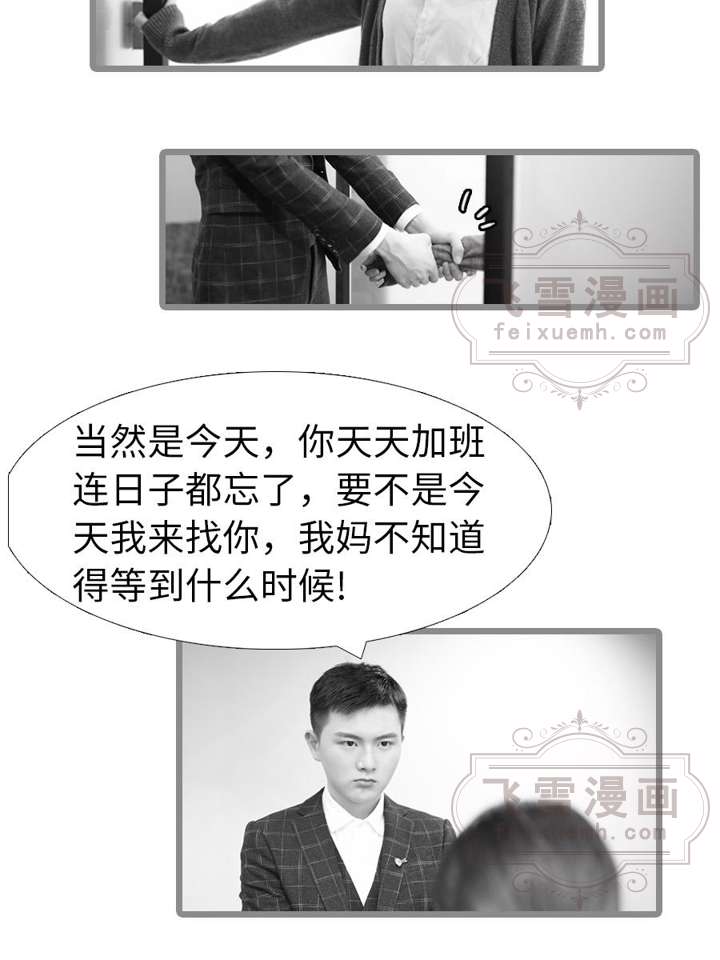 飞雪漫画
feixuemh.com
当然是今天，你天天加班
连日子都忘了，要不是今
天我来找你，我妈不知道
得等到什么时候!
飞雪漫画
feixuemh.com